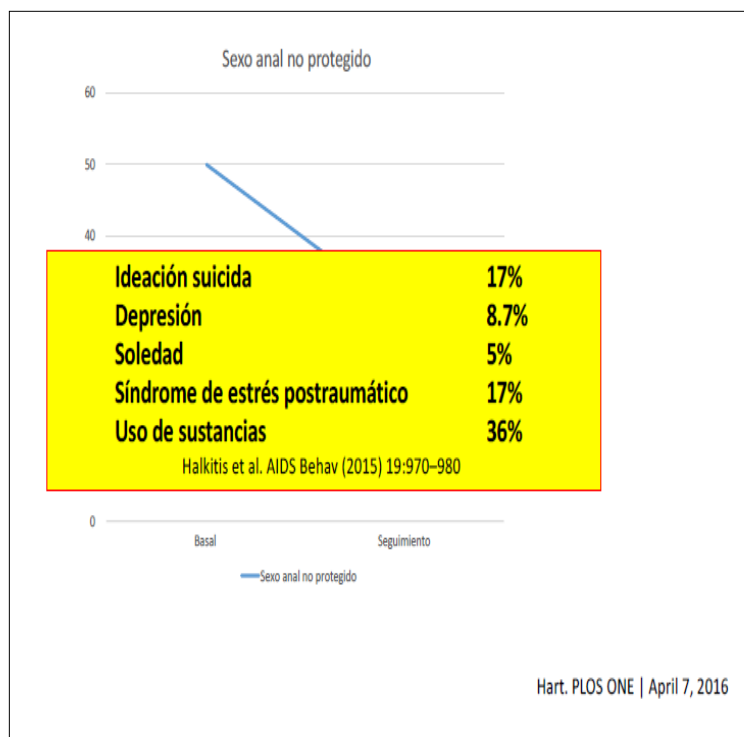 Sexo anal no protegido
60
50
40
Ideación suicida 17%
Depresión 8.7%
Soledad 5%
Síndrome de estrés postraumático 17%
Uso de sustancias 36%
Halkitis et al. AIDS Behav (2015) 19:970–980
0
Basal Seguimiento
Sexo anal no protegido
Hart. PLOS ONE | April 7, 2016